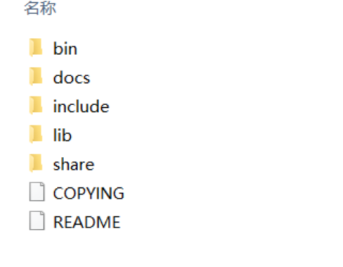 名称
bin
docs
include
lib
share
COPYING
README